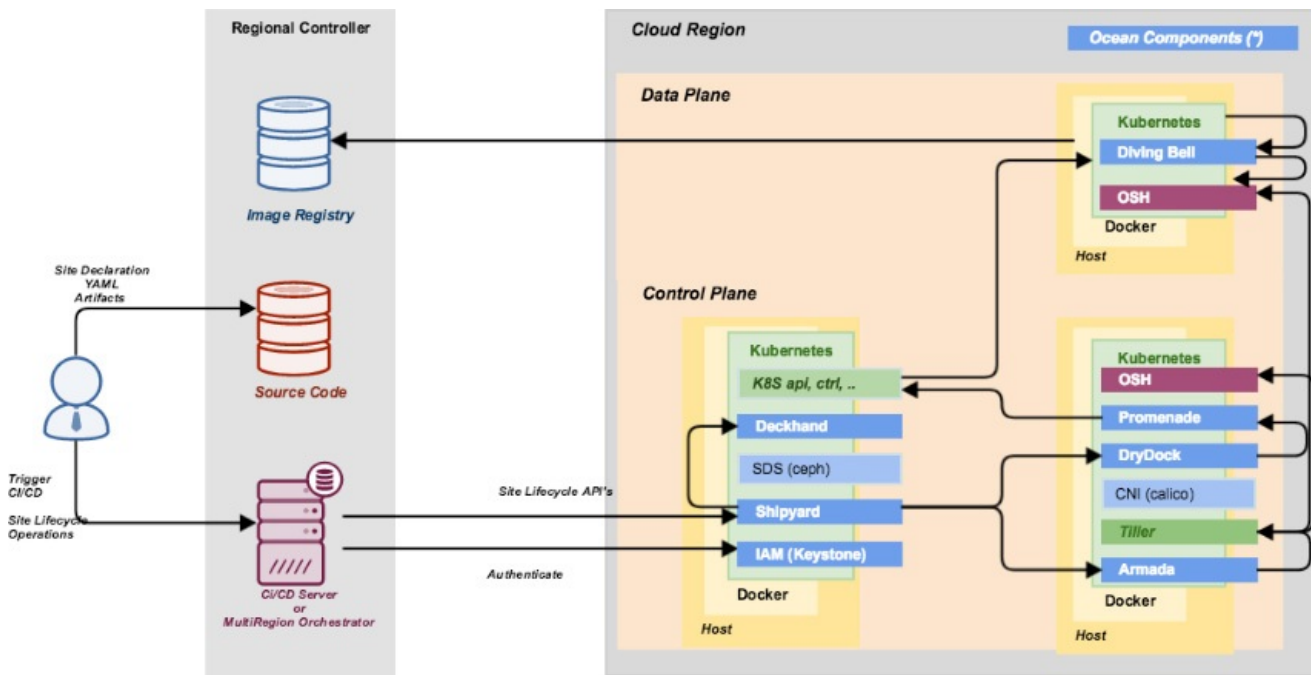 Regional Controller
Image Registry
Source Code
Ci/CD Server
or
MultiRegion Orchestrator
Site Declaration
YAML
Artifacts
Trigger
CI/CD
Site Lifecycle
Operations
Site Lifecycle API's
Authenticate
Cloud Region
Ocean Components (*)
Data Plane
Kubernetes
Diving Bell
OSH
Docker
Host
Control Plane
Kubernetes
K8S api, ctrl, ..
Deckhand
SDS (ceph)
Shipyard
IAM (Keystone)
Docker
Host
Kubernetes
OSH
Promenade
DryDock
CNI (calico)
Tiller
Armada
Docker
Host